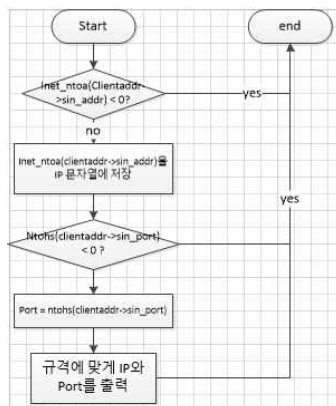 Start
end
Inet_ntoa(Clientaddr
->sin_addr) < 0?
yes
no
Inet_ntoa(clientaddr->sin_addr)을
IP 문자열에 저장
yes
Ntohs(clientaddr->sin_port)
< 0 ?
Port = ntohs(clientaddr->sin_port)
규격에 맞게 IP와
Port를 출력